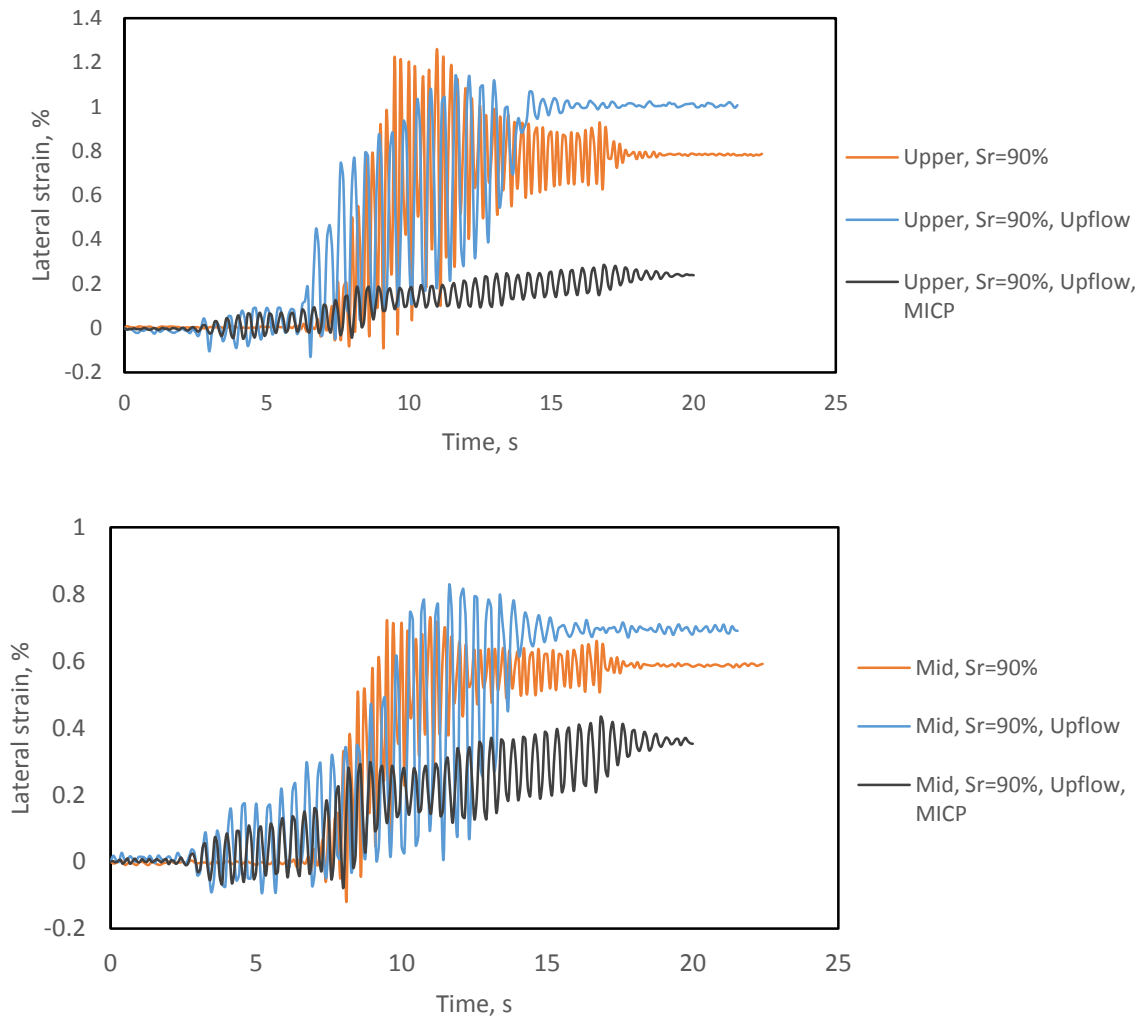 1.4
1.2
1
0.8
0.6
0.4
0.2
0
-0.2
Lateral strain, %
0
5
10
15
20
25
Time, s
Upper, Sr=90%
Upper, Sr=90%, Upflow
Upper, Sr=90%, Upflow,
MICP
1
0.8
0.6
0.4
0.2
0
-0.2
Lateral strain, %
0
5
10
15
20
25
Time, s
Mid, Sr=90%
Mid, Sr=90%, Upflow
Mid, Sr=90%, Upflow,
MICP